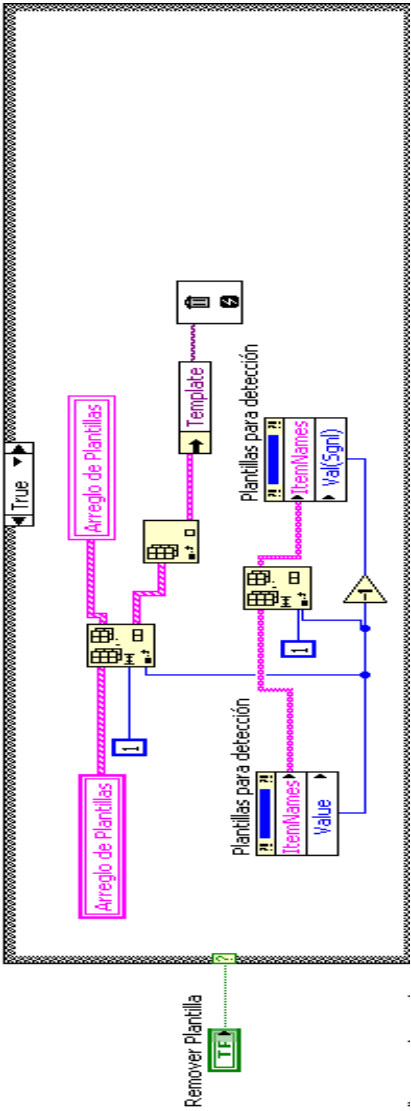 Remover Plantilla
TF
?
True
Arreglo de Plantillas
Arreglo de Plantillas
1
Template
Plantillas para detección
ItemNames
Value
1
Plantillas para detección
ItemNames
Val(Sgnl)
-1